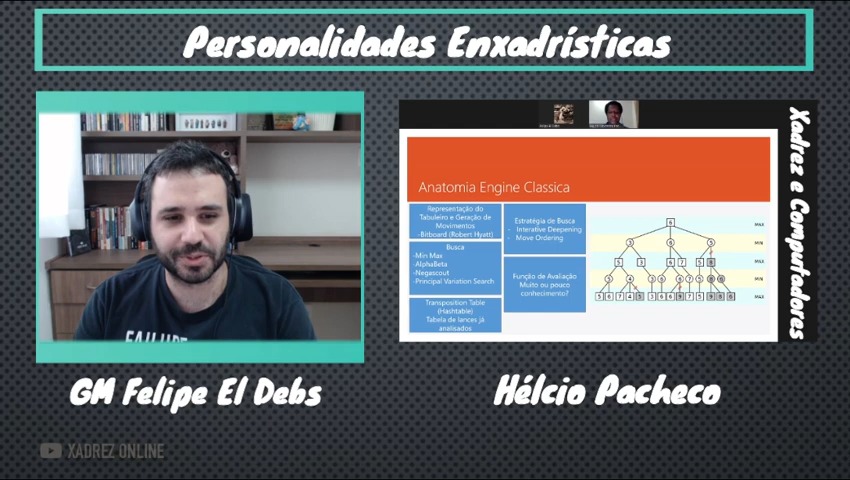 Personalidades Enxadrísticas
Anatomia Engine Classica
Representação do
Tabuleiro e Geração de
Movimentos
-Bitboard (Robert Hyatt)
Busca
-Min Max
-AlphaBeta
-Negascout
-Principal Variation Search
Transposition Table
(Hashtable)
Tabela de lances já
analisados
Estratégia de Busca
- Interative Deepening
- Move Ordering
Função de Avaliação
Muito ou pouco
conhecimento?
MAX
MIN
MAX
MIN
MAX
Xadrez e Computadores
GM Felipe El Debs
Hélcio Pacheco
XADREZ ONLINE